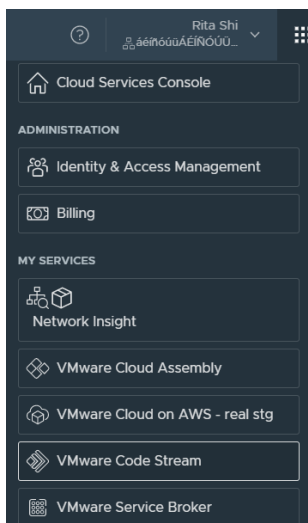 Rita Shi
áéíñóúüÁÉÍÑÓÚÜ...
Cloud Services Console
ADMINISTRATION
Identity & Access Management
Billing
MY SERVICES
Network Insight
VMware Cloud Assembly
VMware Cloud on AWS - real stg
VMware Code Stream
VMware Service Broker